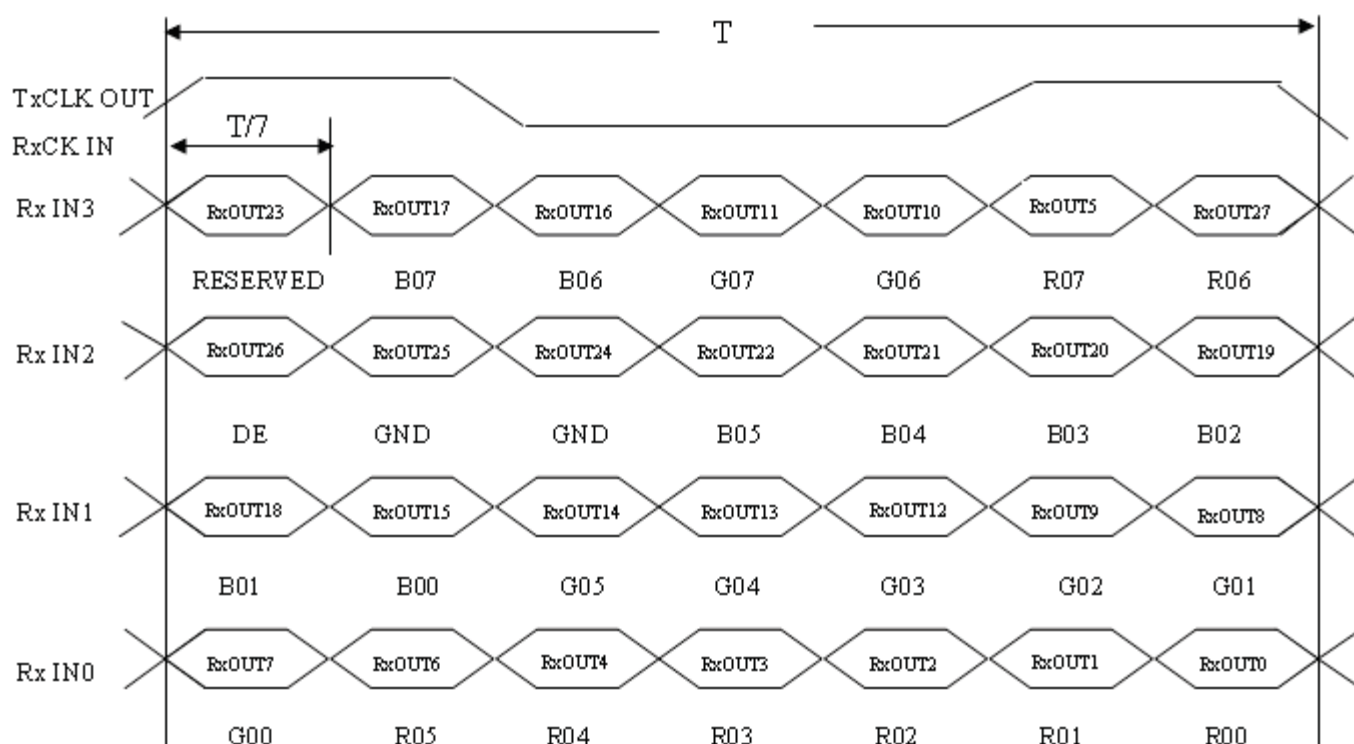 T
TxCLK OUT
T/7
RxCK IN
Rx IN3 RxOUT23 RxOUT17 RxOUT16 RxOUT11 RxOUT10 RxOUT5 RxOUT27
RESERVED B07 B06 G07 G06 R07 R06
Rx IN2 RxOUT26 RxOUT25 RxOUT24 RxOUT22 RxOUT21 RxOUT20 RxOUT19
DE GND GND B05 B04 B03 B02
Rx IN1 RxOUT18 RxOUT15 RxOUT14 RxOUT13 RxOUT12 RxOUT9 RxOUT8
B01 B00 G05 G04 G03 G02 G01
Rx IN0 RxOUT7 RxOUT6 RxOUT4 RxOUT3 RxOUT2 RxOUT1 RxOUT0
G00 R05 R04 R03 R02 R01 R00